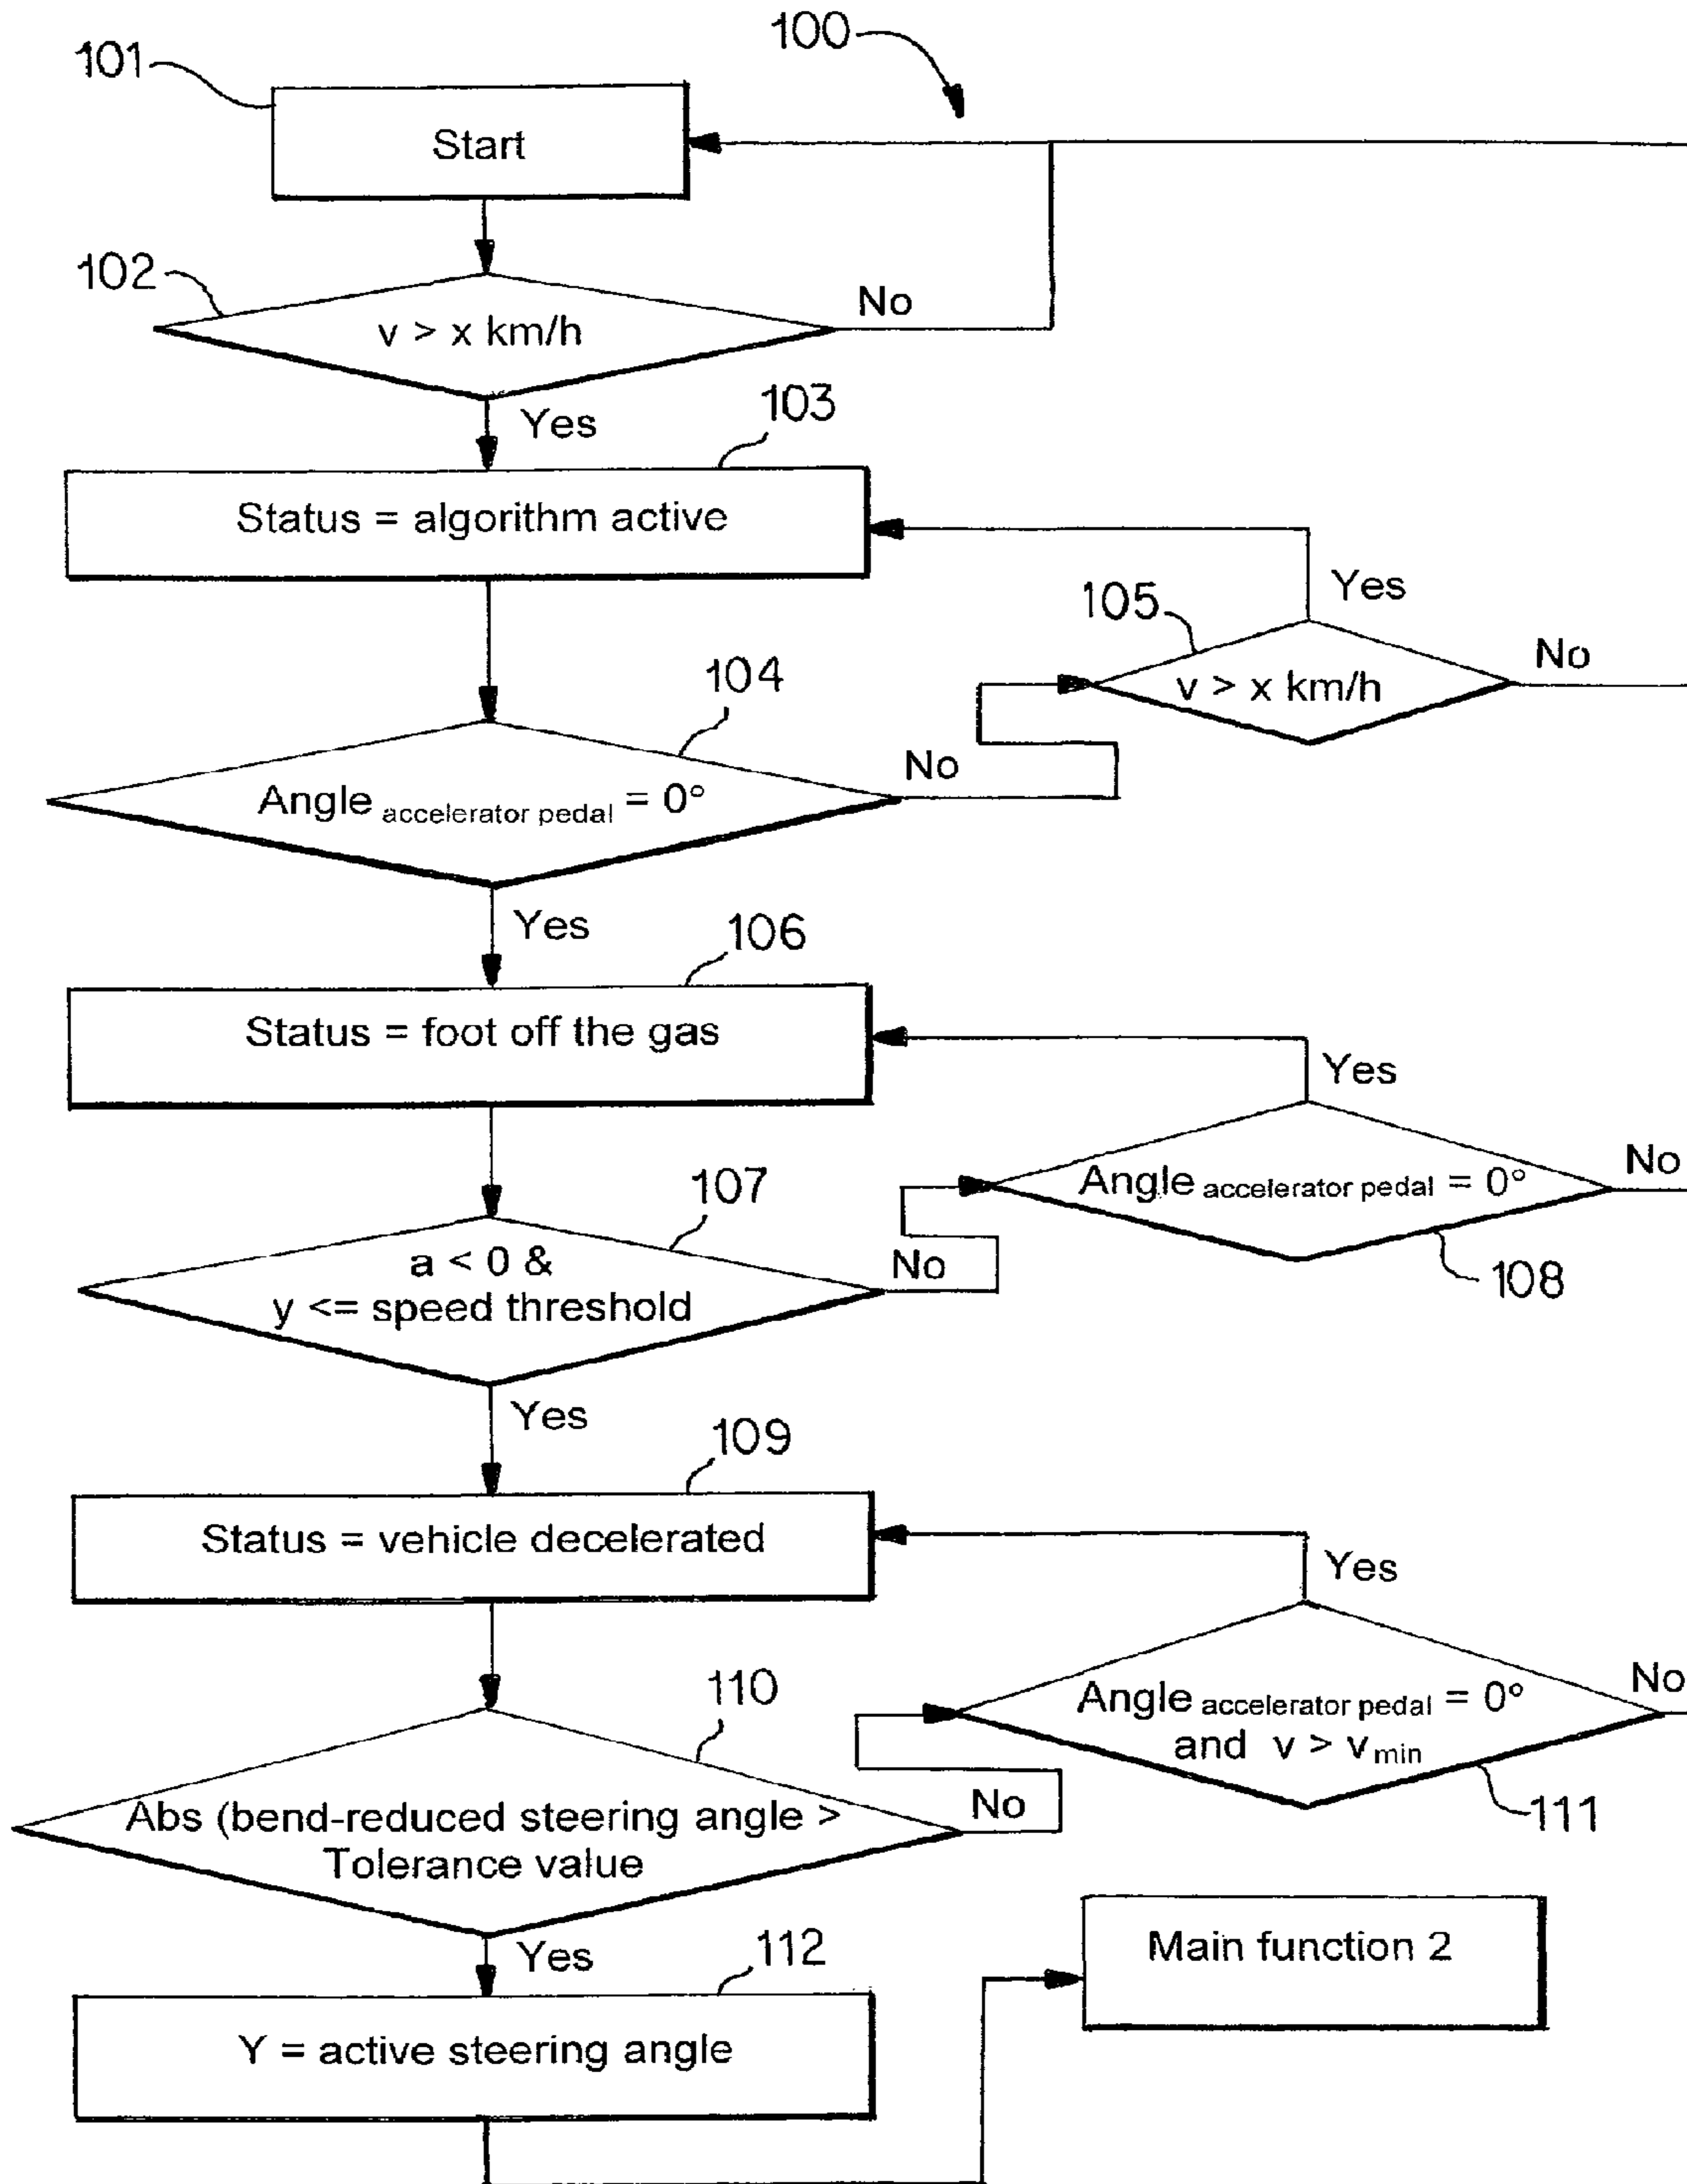 100
101
Start
102
v > x km/h
No
Yes
103
Status = algorithm active
Yes
105
v > x km/h
No
104
Angle accelerator pedal = 0°
No
Yes
106
Status = foot off the gas
Yes
Angle accelerator pedal = 0°
No
108
107
a < 0 &
y <= speed threshold
No
Yes
109
Status = vehicle decelerated
Yes
Angle accelerator pedal = 0°
and v > vmin
No
111
110
Abs (bend-reduced steering angle >
Tolerance value
No
Yes
112
Y = active steering angle
Main function 2